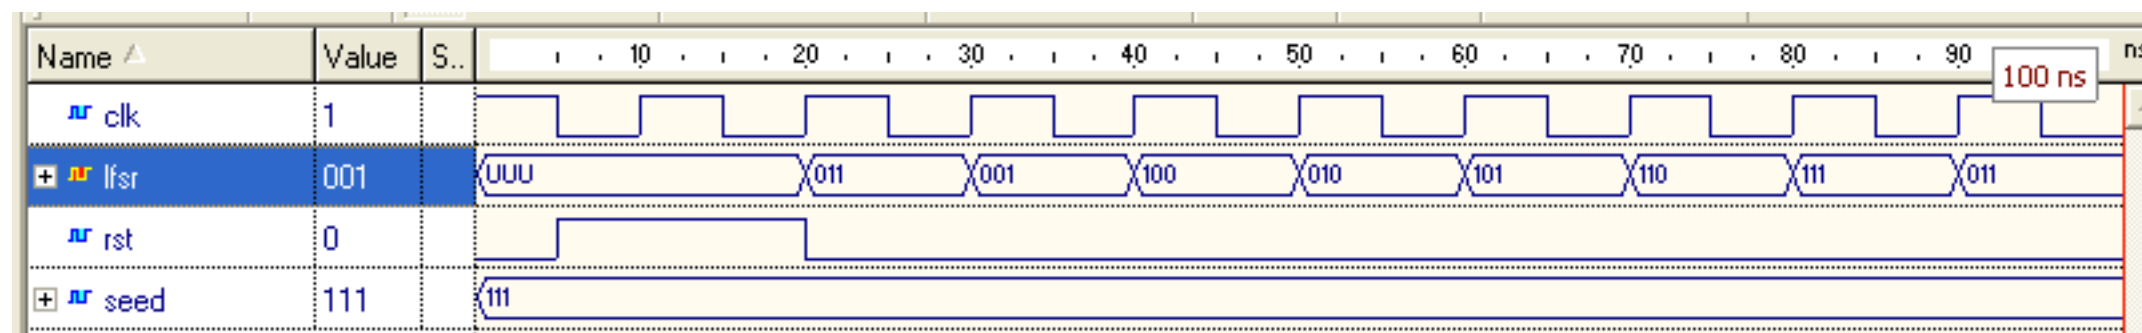 Name Value S.. 10 20 30 40 50 60 70 80 90 ns
100 ns
clk 1
lfsr 001 UUU 011 001 100 010 101 110 111 011
rst 0
seed 111 111